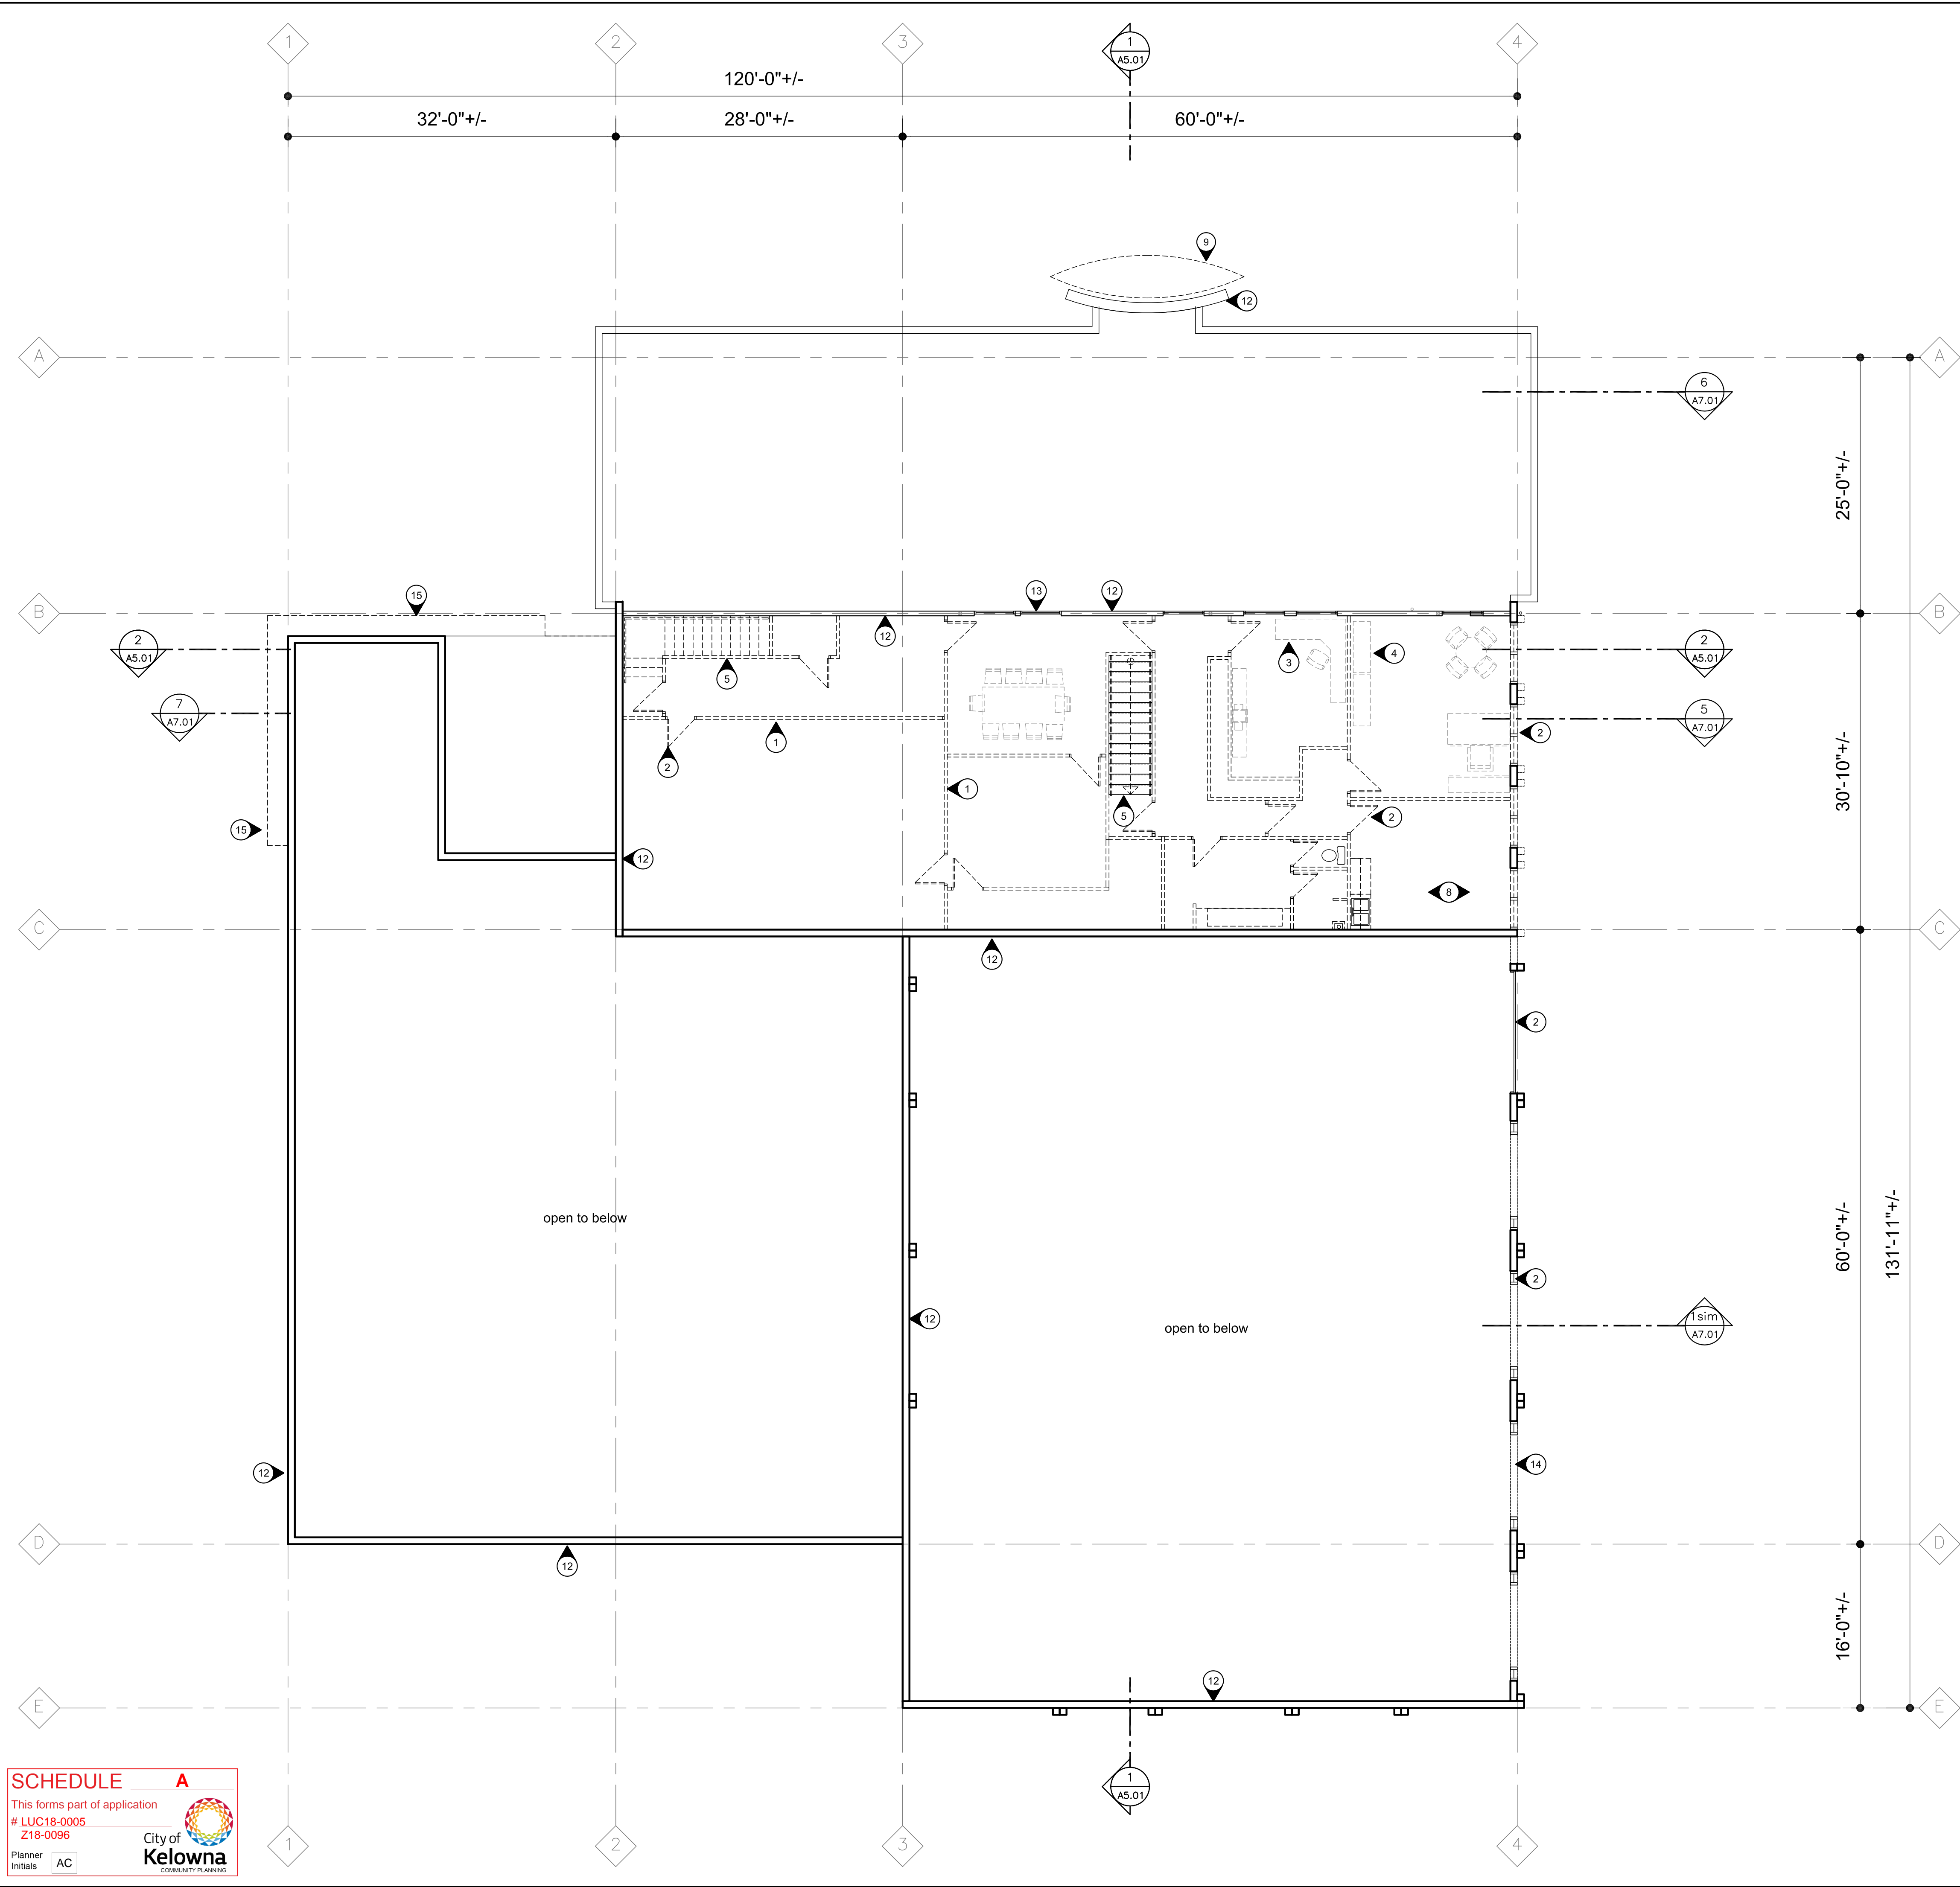 1
2
3
1
A5.01
4
120'-0"+/-
32'-0"+/-
28'-0"+/-
60'-0"+/-
9
12
A
A
6
A7.01
25'-0"+/-
15
13
12
B
B
2
A5.01
12
3
4
2
A5.01
5
7
A7.01
5
A7.01
1
2
2
30'-10"+/-
1
5
2
15
12
8
C
C
12
2
open to below
60'-0"+/-
131'-11"+/-
2
12
open to below
1sim
A7.01
14
12
D
D
12
16'-0"+/-
12
E
E
1
A5.01
1
2
3
4
SCHEDULE A
This forms part of application
# LUC18-0005
Z18-0096
City of
Kelowna
COMMUNITY PLANNING
Planner
Initials
AC